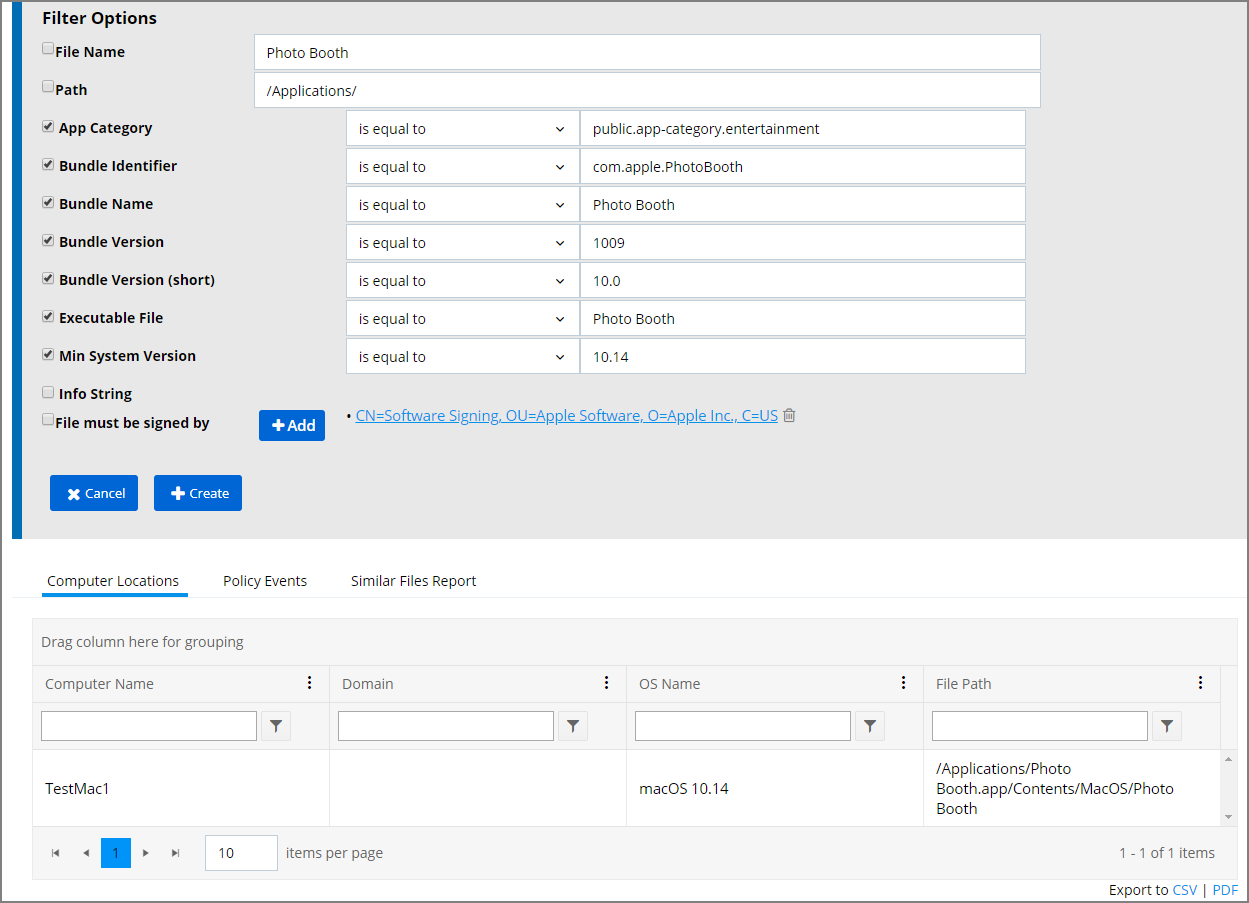 Filter Options
File Name Photo Booth
Path /Applications/
App Category is equal to public.app-category.entertainment
Bundle Identifier is equal to com.apple.PhotoBooth
Bundle Name is equal to Photo Booth
Bundle Version is equal to 1009
Bundle Version (short) is equal to 10.0
Executable File is equal to Photo Booth
Min System Version is equal to 10.14
Info String
File must be signed by Add • CN=Software Signing, OU=Apple Software, O=Apple Inc., C=US
Cancel Create
Computer Locations Policy Events Similar Files Report
Drag column here for grouping
Computer Name Domain OS Name File Path
TestMac1 macOS 10.14 /Applications/Photo
Booth.app/Contents/MacOS/Photo
Booth
1 10 items per page 1 - 1 of 1 items
Export to CSV | PDF